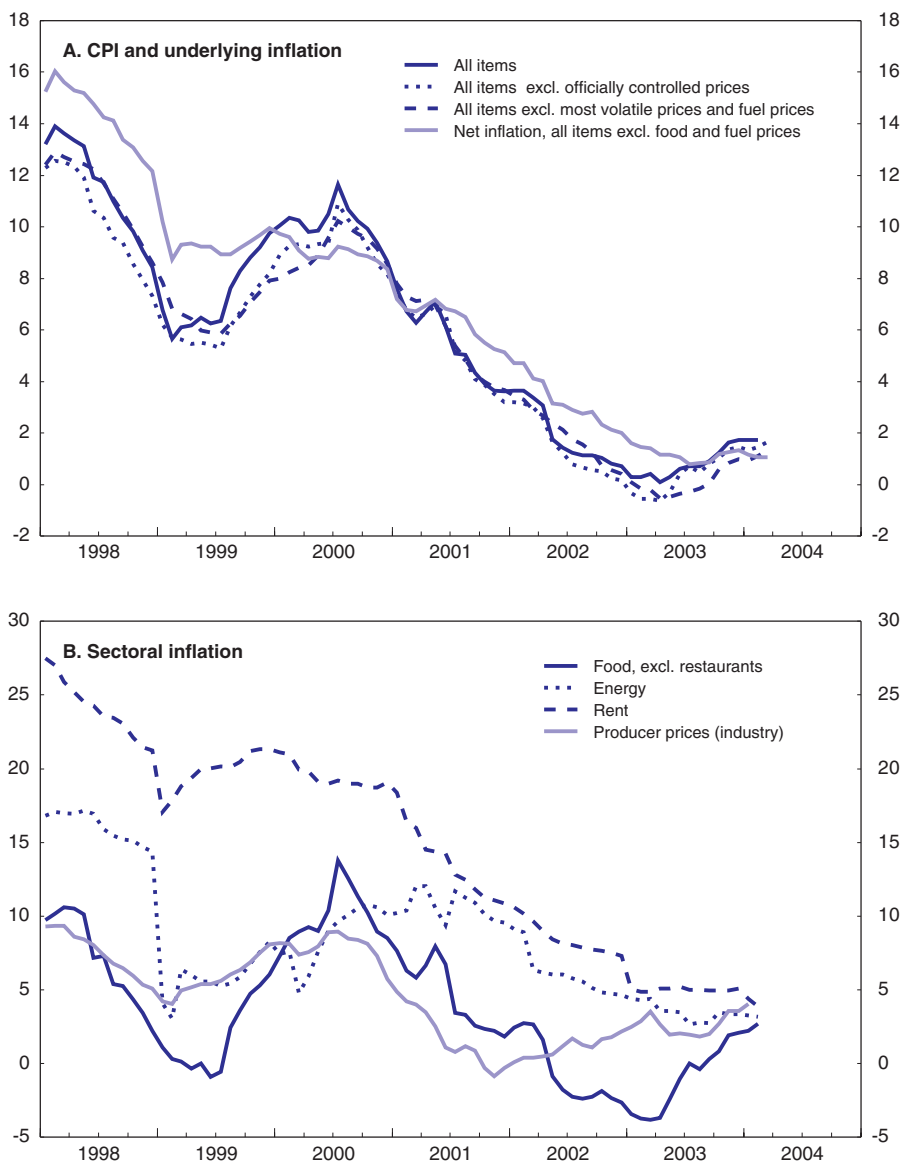 18 18
A. CPI and underlying inflation
All items
16 16
All items excl. officially controlled prices
All items excl. most volatile prices and fuel prices
14 14
Net inflation, all items excl. food and fuel prices
12 12
10 10
8 8
6 6
4 4
2 2
0 0
-2 -2
1998 1999 2000 2001 2002 2003 2004
30 30
B. Sectoral inflation
Food, excl. restaurants
Energy
25 25
Rent
Producer prices (industry)
20 20
15 15
10 10
5 5
0 0
-5 -5
1998 1999 2000 2001 2002 2003 2004